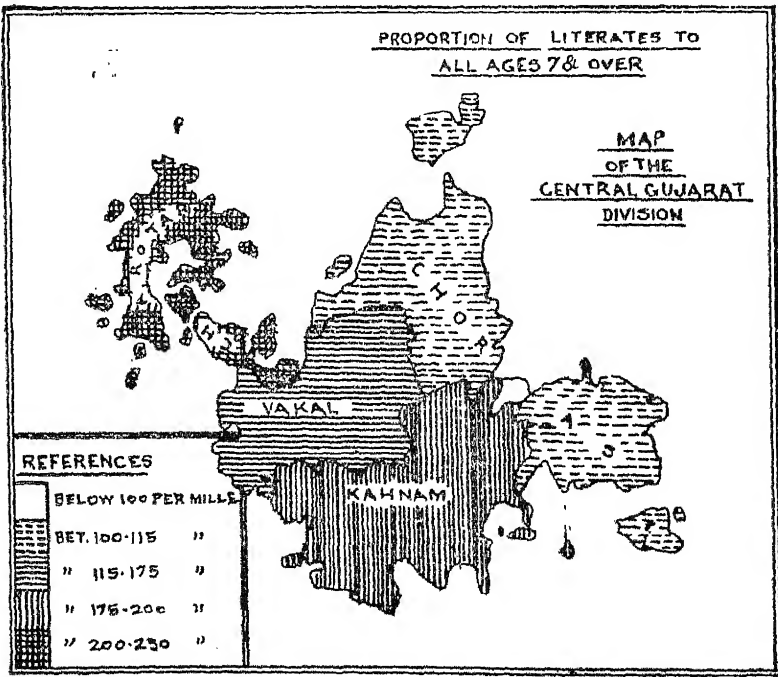 PROPORTION OF LITERATES TO
ALL AGES 7 & OVER
MAP
OF THE
CENTRAL GUJARAT
DIVISION
CHOR
VAKAL
KAHNAM
REFERENCES
BELOW 100 PER MILLE
BET. 100-115 "
" 115-175 "
" 175-200 "
" 200-250 "